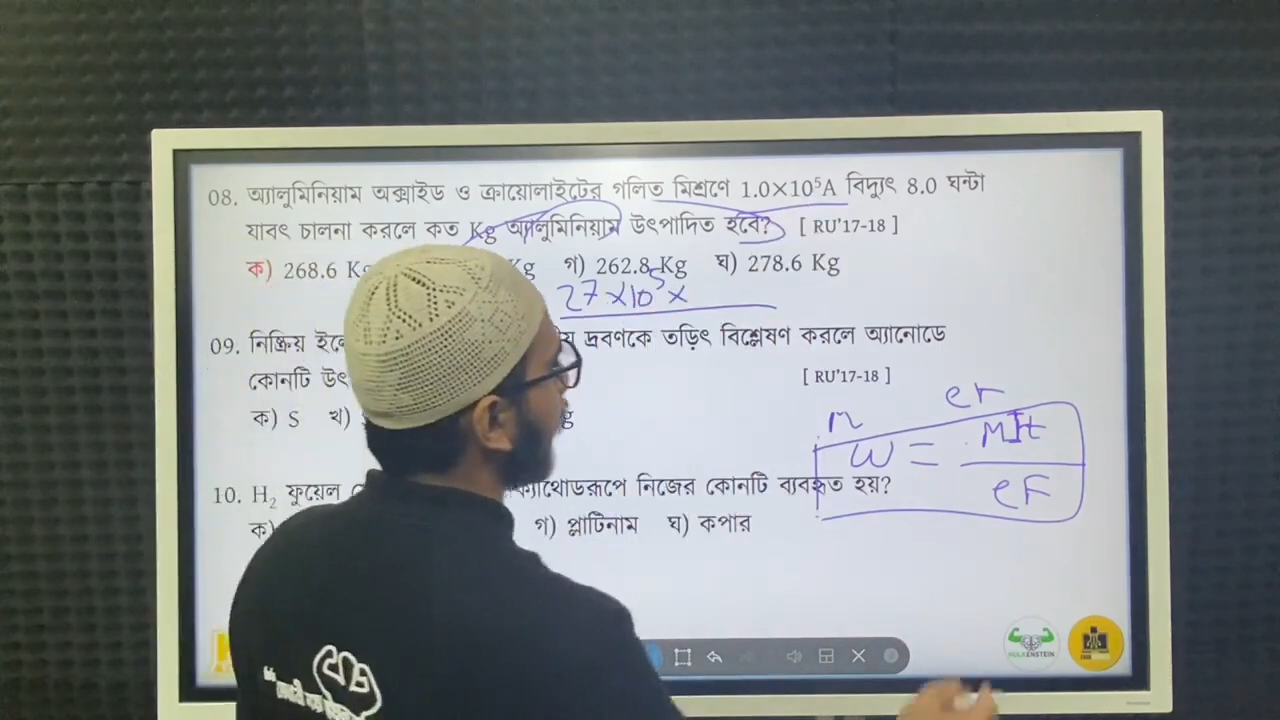 08. অ্যালুমিনিয়াম অক্সাইড ও ক্রায়োলাইটের গলিত মিশ্রণে 1.0×10⁵A বিদ্যুৎ 8.0 ঘন্টা
যাবৎ চালনা করলে কত Kg অ্যালুমিনিয়াম উৎপাদিত হবে? [ RU'17-18 ]
ক) 268.6 Kg গ) 262.8 Kg ঘ) 278.6 Kg
27×10⁵×
09. নিষ্ক্রিয় দ্রবণকে তড়িৎ বিশ্লেষণ করলে অ্যানোডে
কোনটি [ RU'17-18 ]
ক) S খ)
n
W = MIt
eF
10. H₂ ফুয়েল ক্যাথোডরূপে নিজের কোনটি ব্যবহৃত হয়?
ক) গ) প্লাটিনাম ঘ) কপার
HULKENSTEIN